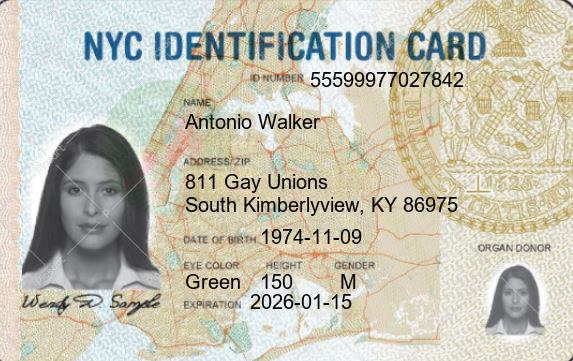 NYC IDENTIFICATION CARD
ID NUMBER 55599977027842
NAME
Antonio Walker
ADDRESS/ZIP
811 Gay Unions
South Kimberlyview, KY 86975
DATE OF BIRTH 1974-11-09
ORGAN DONOR
EYE COLOR HEIGHT GENDER
Green 150 M
Wendy D. Sample
EXPIRATION 2026-01-15